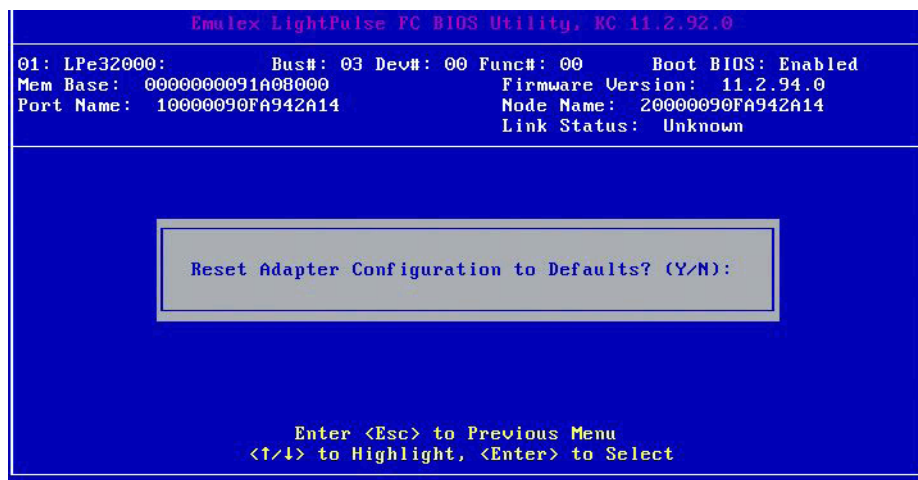 Emulex LightPulse FC BIOS Utility, KC 11.2.92.0
01: LPe32000: Bus#: 03 Dev#: 00 Func#: 00 Boot BIOS: Enabled
Mem Base: 0000000091A08000 Firmware Version: 11.2.94.0
Port Name: 10000090FA942A14 Node Name: 20000090FA942A14
Link Status: Unknown
Reset Adapter Configuration to Defaults? (Y/N):
Enter <Esc> to Previous Menu
<↑/↓> to Highlight, <Enter> to Select